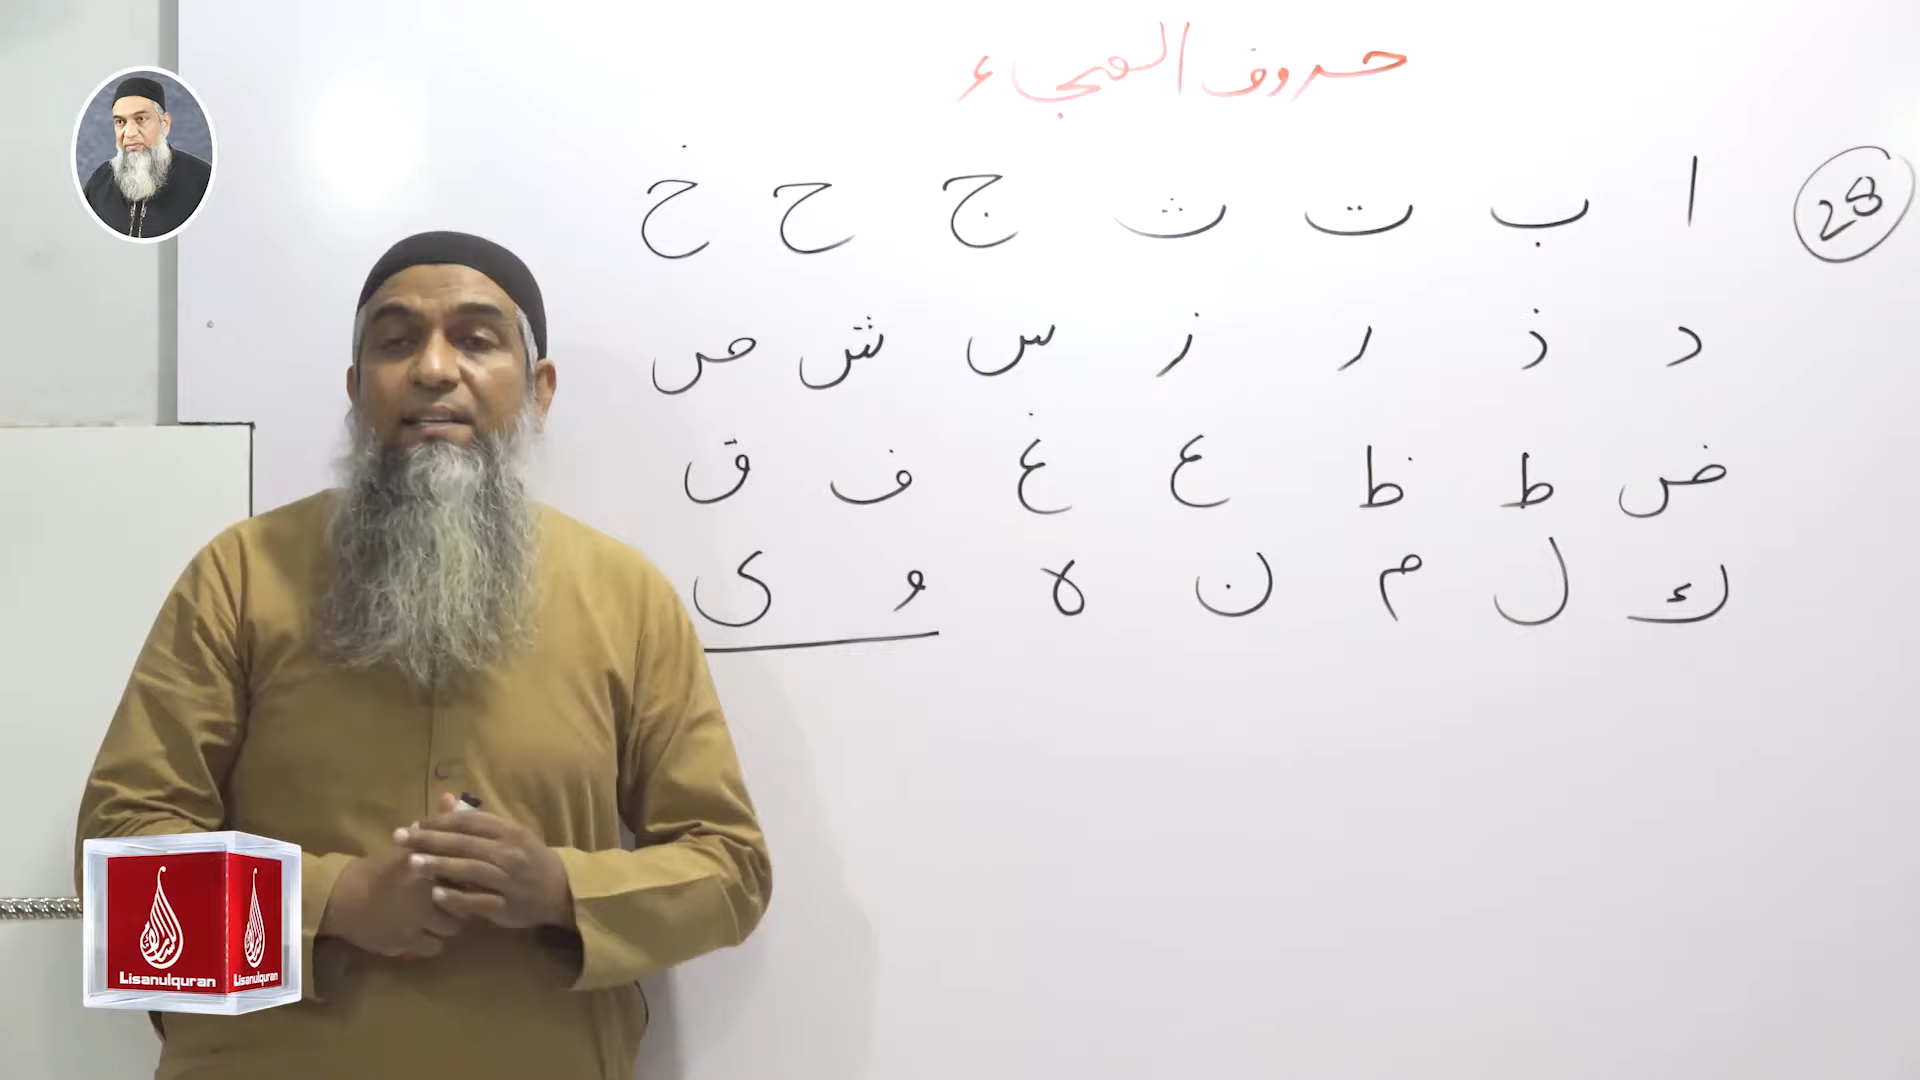 حروف الهجاء
28
ا ب ت ث ج ح خ
د ذ ر ز س ش ص
ض ط ظ ع غ ف ق
ك ل م ن ه و ى
Lisanulquran
Lisanulquran